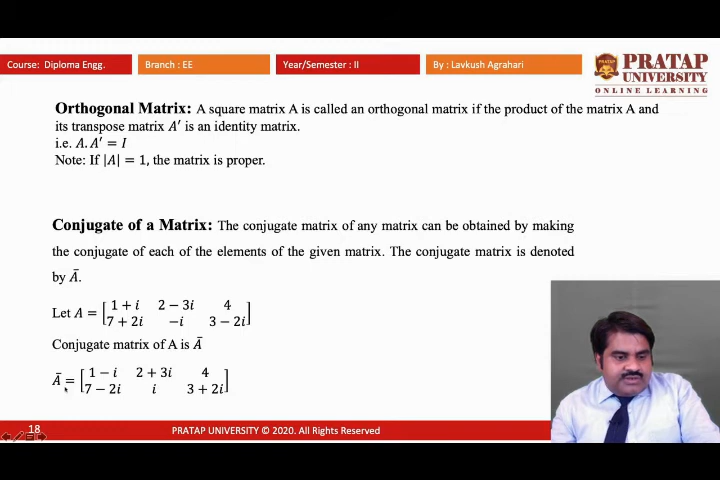 Course: Diploma Engg.
Branch : EE
Year/Semester : II
By : Lavkush Agrahari
PRATAP
PRATAP
UNIVERSITY
ONLINE LEARNING
Orthogonal Matrix: A square matrix A is called an orthogonal matrix if the product of the matrix A and
its transpose matrix A′ is an identity matrix.
i.e. A. A′ = I
Note: If |A| = 1, the matrix is proper.
Conjugate of a Matrix: The conjugate matrix of any matrix can be obtained by making
the conjugate of each of the elements of the given matrix. The conjugate matrix is denoted
by Ā.
Let A = [1 + i 2 − 3i 4
7 + 2i −i 3 − 2i]
Conjugate matrix of A is Ā
Ā = [1 − i 2 + 3i 4
7 − 2i i 3 + 2i]
18
PRATAP UNIVERSITY © 2020. All Rights Reserved